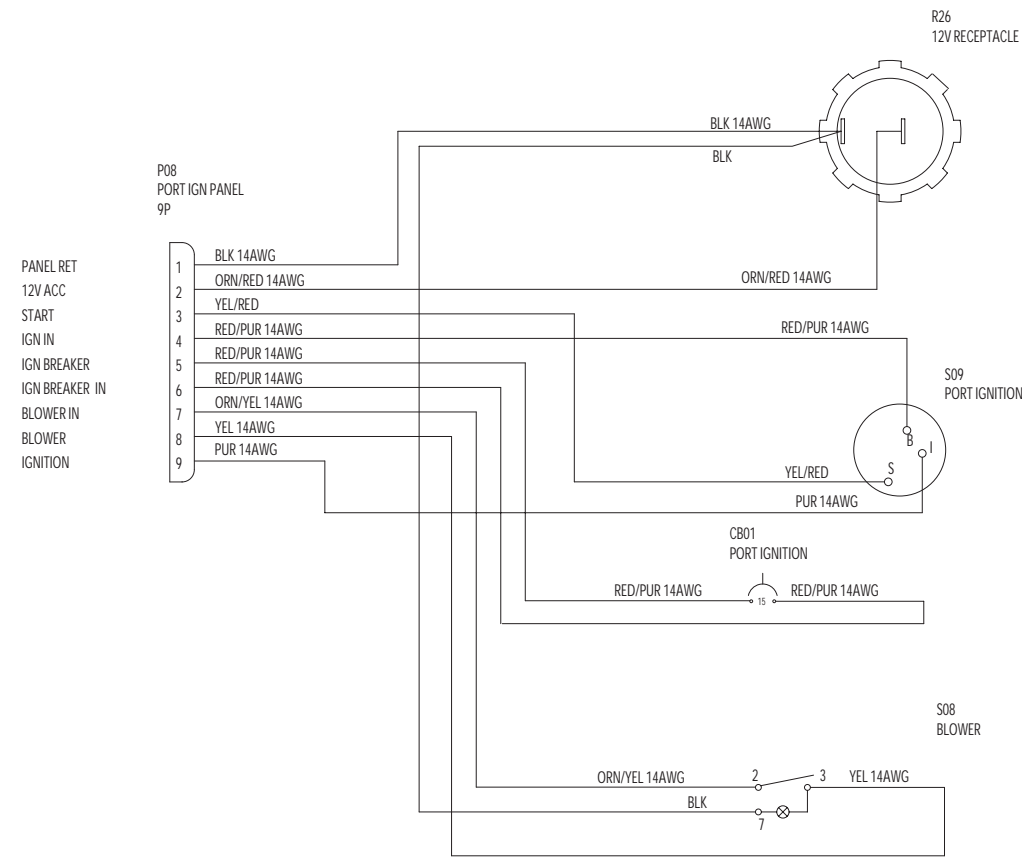 R26
12V RECEPTACLE
BLK 14AWG
BLK
P08
PORT IGN PANEL
9P
PANEL RET 1 BLK 14AWG
12V ACC 2 ORN/RED 14AWG ORN/RED 14AWG
START 3 YEL/RED
IGN IN 4 RED/PUR 14AWG RED/PUR 14AWG
IGN BREAKER 5 RED/PUR 14AWG
IGN BREAKER IN 6 RED/PUR 14AWG
BLOWER IN 7 ORN/YEL 14AWG
BLOWER 8 YEL 14AWG
IGNITION 9 PUR 14AWG
S09
PORT IGNITION
B
I
S
YEL/RED
PUR 14AWG
CB01
PORT IGNITION
RED/PUR 14AWG 15 RED/PUR 14AWG
S08
BLOWER
ORN/YEL 14AWG 2 3 YEL 14AWG
BLK
7